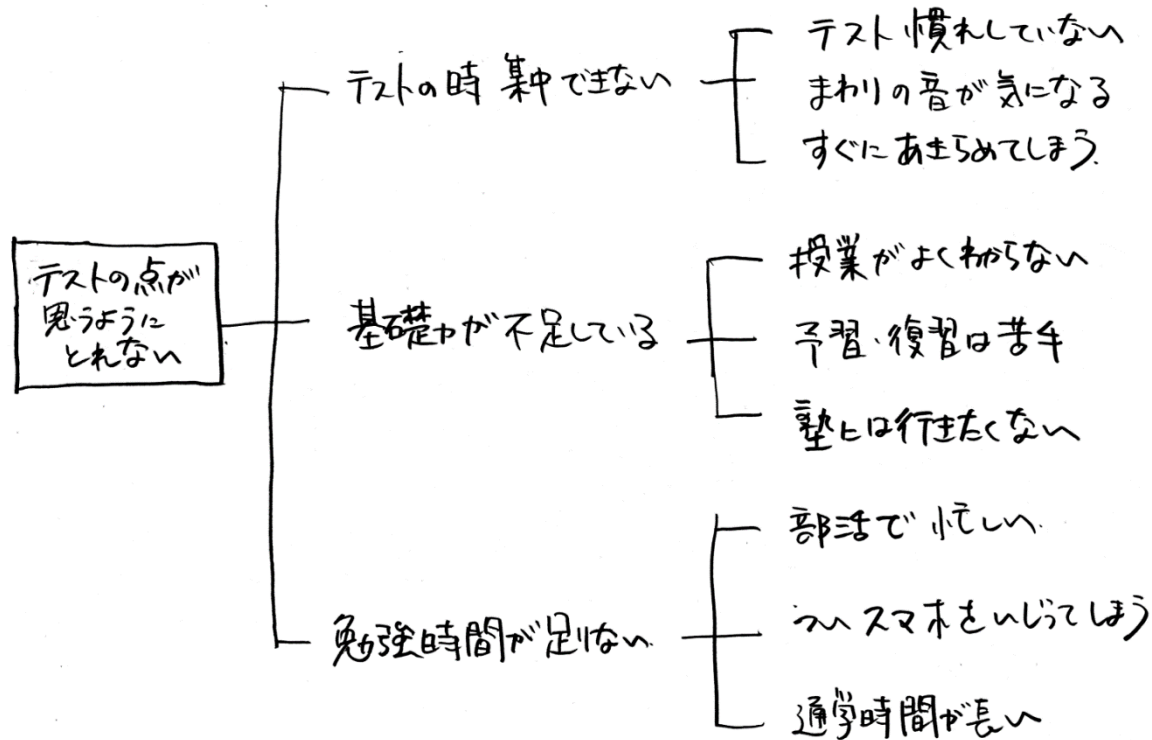 テストの点が
思うように
とれない
テストの時集中できない
テスト慣れしていない
まわりの音が気になる
すぐにあきらめてしまう.
基礎力が不足している
授業がよくわからない
予習・復習は苦手
塾には行きたくない
勉強時間が足りない
部活で忙しい
ついスマホをいじってしまう
通学時間が長い